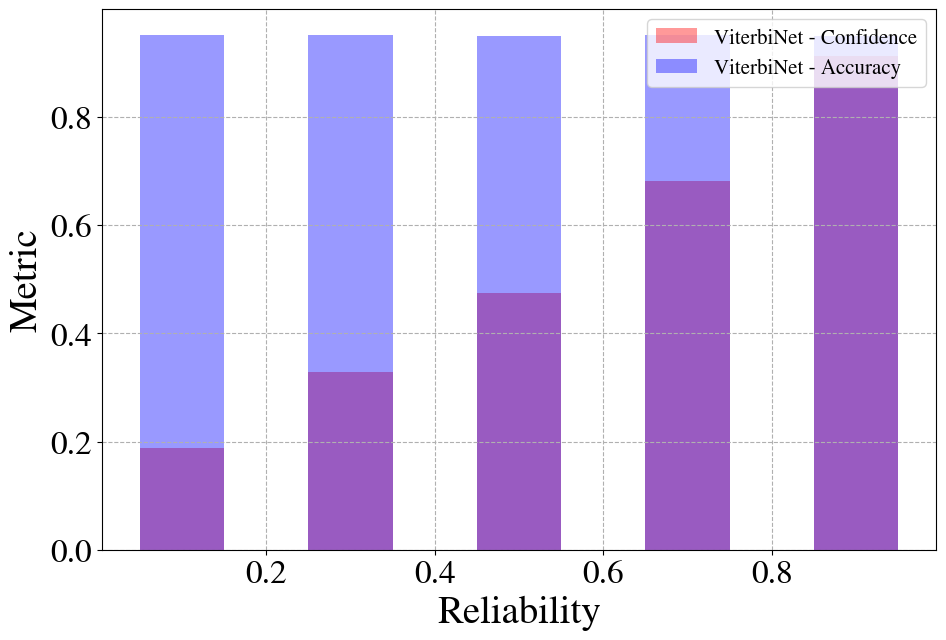 ViterbiNet - Confidence
ViterbiNet - Accuracy
0.8
0.6
0.4
0.2
0.0
Metric
0.2 0.4 0.6 0.8
Reliability